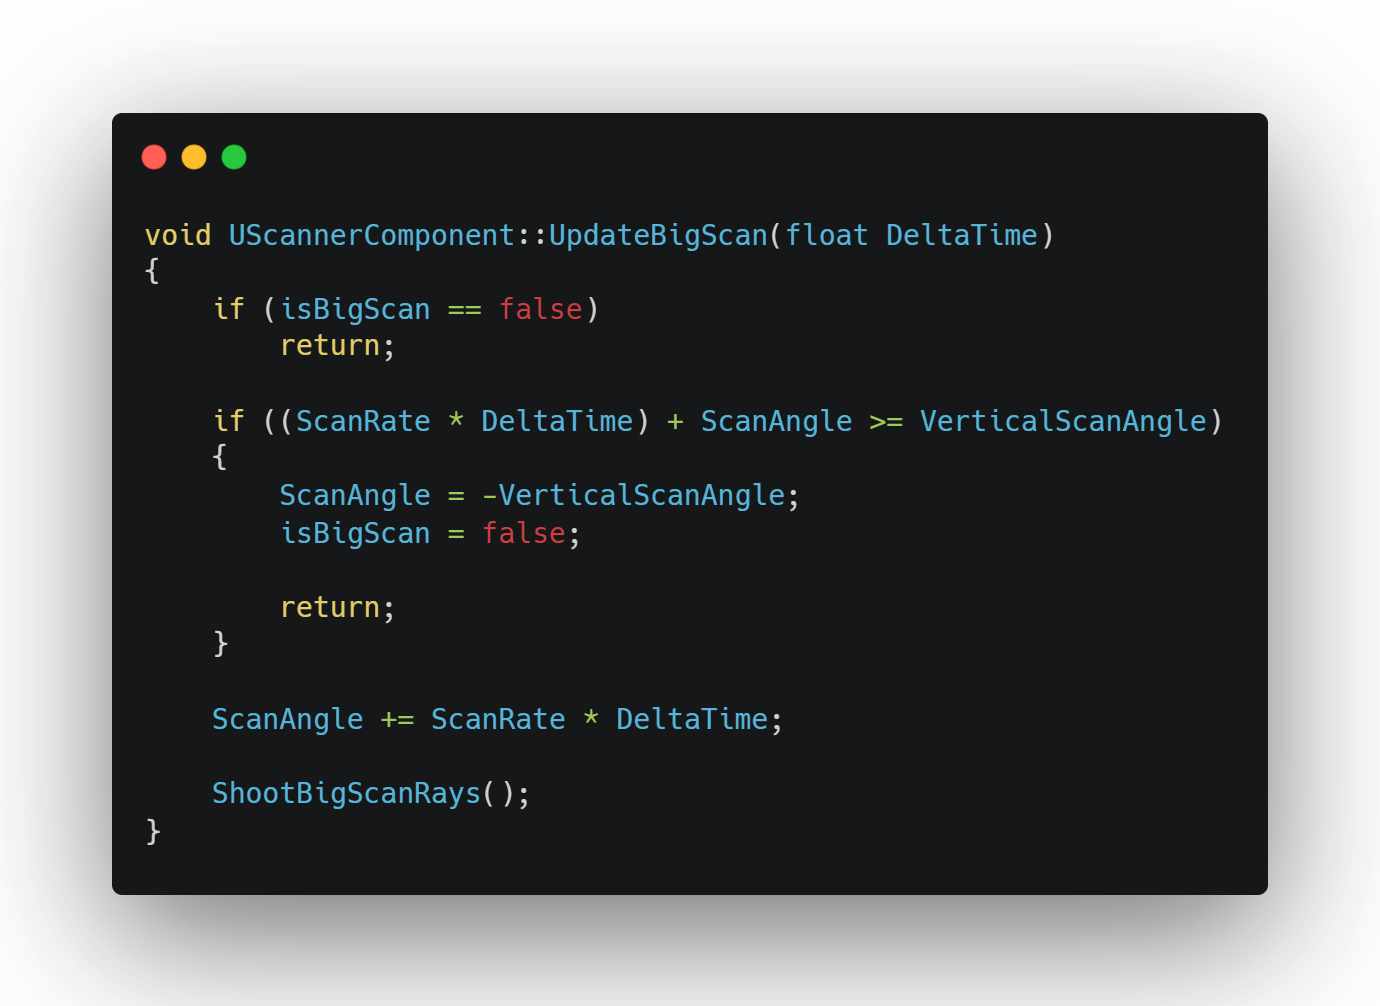 void UScannerComponent::UpdateBigScan(float DeltaTime)
{
    if (isBigScan == false)
        return;

    if ((ScanRate * DeltaTime) + ScanAngle >= VerticalScanAngle)
    {
        ScanAngle = -VerticalScanAngle;
        isBigScan = false;

        return;
    }

    ScanAngle += ScanRate * DeltaTime;

    ShootBigScanRays();
}